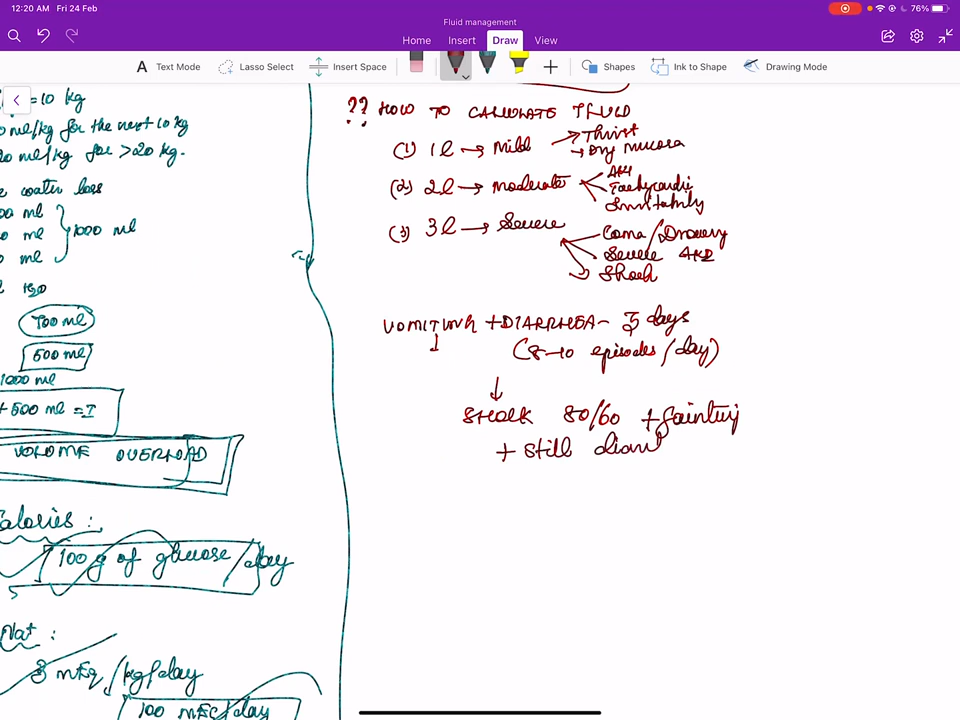 12:20 AM Fri 24 Feb
76%
Fluid management
Home Insert Draw View
Text Mode Lasso Select Insert Space Shapes Ink to Shape Drawing Mode
=10 kg
ml/kg for the next 10 kg
ml/kg for >20 kg.
water loss
ml
ml } 1000 ml
ml
700 ml
500 ml
1000 ml
+ 500 ml = I
VOLUME OVERLOAD
Calories :
100 g of glucose/day
Na+ :
3 mEq/kg/day
100 mEq/day
?? HOW TO CALCULATE FLUID
(1) 1l → Mild → Thirst
→ Dry mucosa
(2) 2l → moderate AKI
Tachycardia
Irritability
(3) 3l → Severe
Coma/Drowsy
Severe AKI
Shock
VOMITING + DIARRHEA - 5 days
(8-10 episodes/day)
SHOCK 80/60 + fainting
+ still diarr